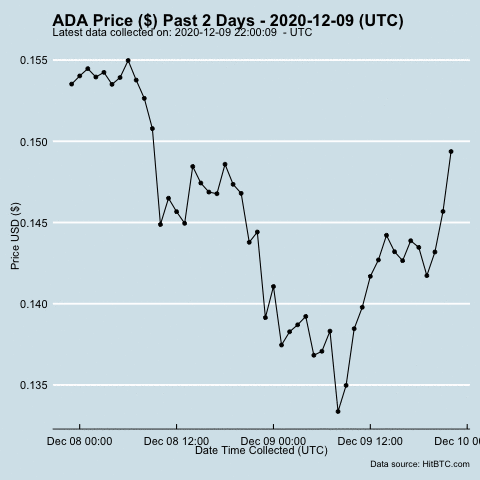 ADA Price ($) Past 2 Days - 2020-12-09 (UTC)
Latest data collected on: 2020-12-09 22:00:09  - UTC
0.155
0.150
0.145
0.140
0.135
Price USD ($)
Dec 08 00:00 Dec 08 12:00 Dec 09 00:00 Dec 09 12:00 Dec 10 0
Date Time Collected (UTC)
Data source: HitBTC.com